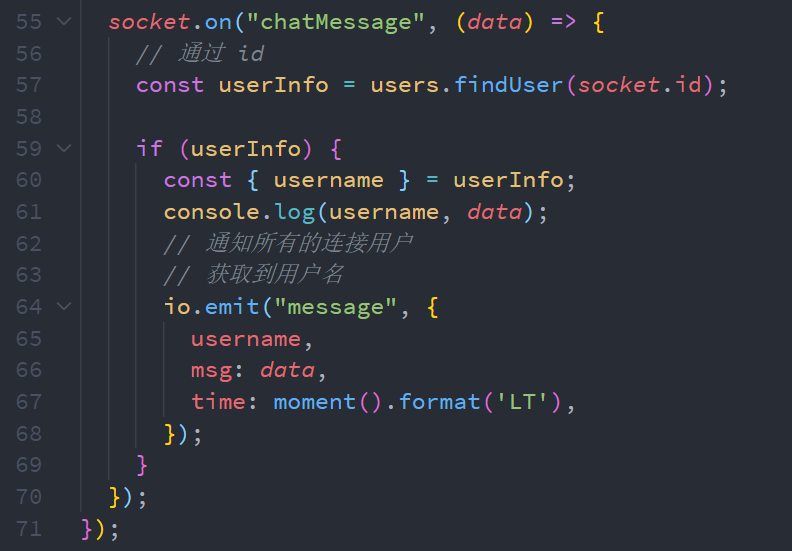 55 socket.on("chatMessage", (data) => {
56 // 通过 id
57 const userInfo = users.findUser(socket.id);
58
59 if (userInfo) {
60 const { username } = userInfo;
61 console.log(username, data);
62 // 通知所有的连接用户
63 // 获取到用户名
64 io.emit("message", {
65 username,
66 msg: data,
67 time: moment().format('LT'),
68 });
69 }
70 });
71 });